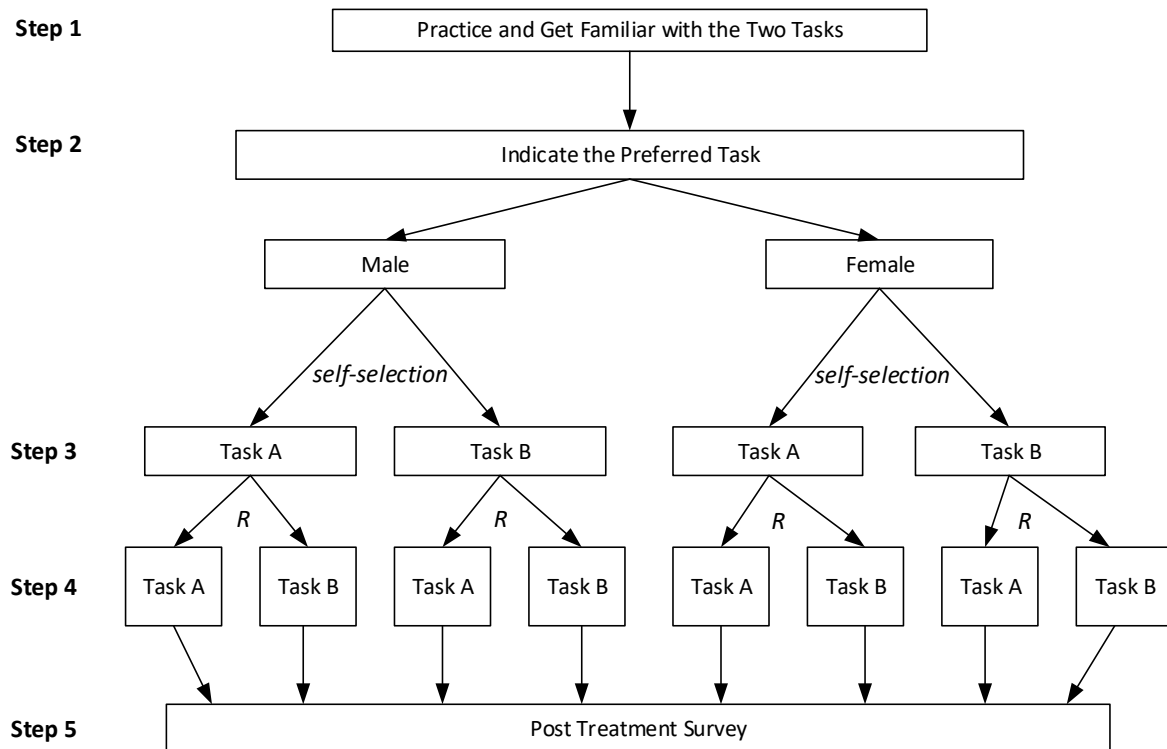 Step 1
Practice and Get Familiar with the Two Tasks
Step 2
Indicate the Preferred Task
Male
Female
self-selection
self-selection
Step 3
Task A
Task B
Task A
Task B
R
R
R
R
Step 4
Task A
Task B
Task A
Task B
Task A
Task B
Task A
Task B
Step 5
Post Treatment Survey